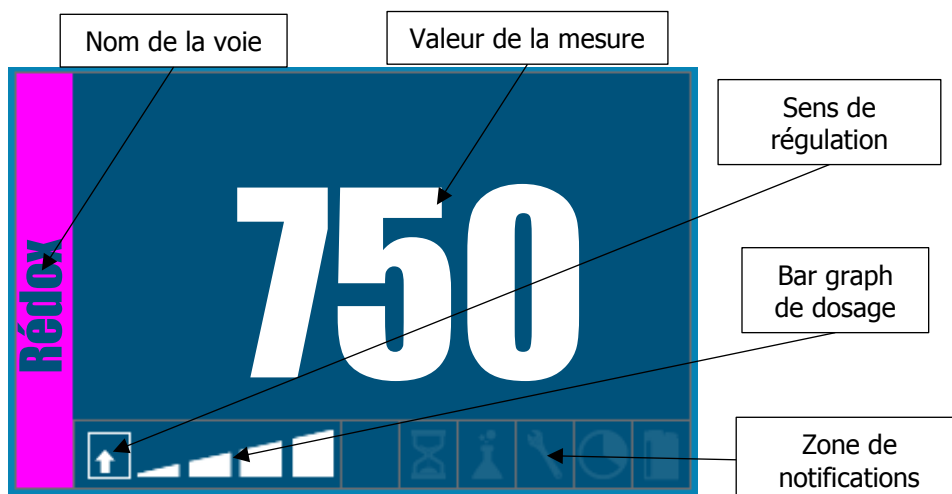 Nom de la voie
Valeur de la mesure
Sens de
régulation
750
Rédox
Bar graph
de dosage
Zone de
notifications